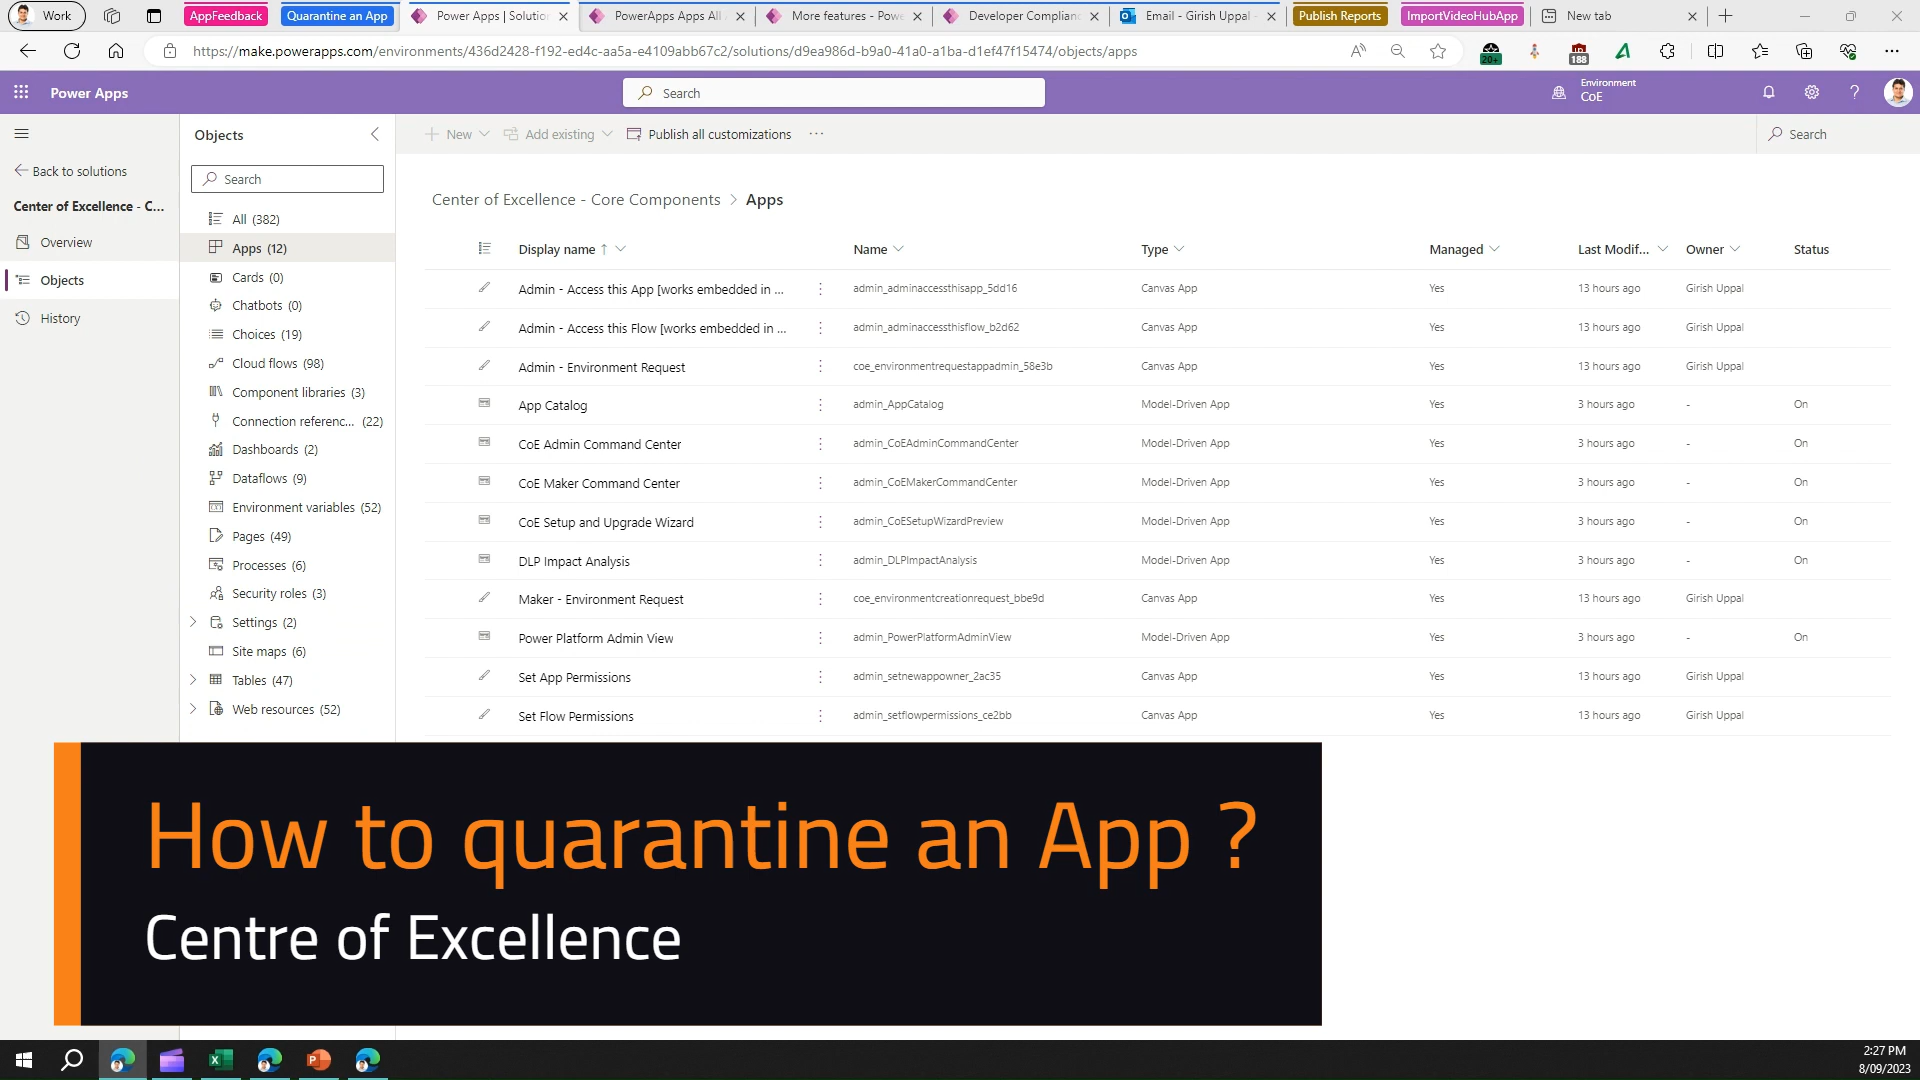 Work
AppFeedback
Quarantine an App
Power Apps | Solutio
PowerApps Apps All
More features - Powe
Developer Complianc
Email - Girish Uppal -
Publish Reports
ImportVideoHubApp
New tab
https://make.powerapps.com/environments/436d2428-f192-ed4c-aa5a-e4109abb67c2/solutions/d9ea986d-b9a0-41a0-a1ba-d1ef47f15474/objects/apps
20+
188
Power Apps
Search
Environment
CoE
Back to solutions
Center of Excellence - C...
Overview
Objects
History
Objects
Search
All (382)
Apps (12)
Cards (0)
Chatbots (0)
Choices (19)
Cloud flows (98)
Component libraries (3)
Connection referenc... (22)
Dashboards (2)
Dataflows (9)
Environment variables (52)
Pages (49)
Processes (6)
Security roles (3)
Settings (2)
Site maps (6)
Tables (47)
Web resources (52)
New
Add existing
Publish all customizations
Search
Center of Excellence - Core Components > Apps
Display name ↑ Name Type Managed Last Modif... Owner Status
Admin - Access this App [works embedded in ... admin_adminaccessthisapp_5dd16 Canvas App Yes 13 hours ago Girish Uppal
Admin - Access this Flow [works embedded in ... admin_adminaccessthisflow_b2d62 Canvas App Yes 13 hours ago Girish Uppal
Admin - Environment Request coe_environmentrequestappadmin_58e3b Canvas App Yes 13 hours ago Girish Uppal
App Catalog admin_AppCatalog Model-Driven App Yes 3 hours ago - On
CoE Admin Command Center admin_CoEAdminCommandCenter Model-Driven App Yes 3 hours ago - On
CoE Maker Command Center admin_CoEMakerCommandCenter Model-Driven App Yes 3 hours ago - On
CoE Setup and Upgrade Wizard admin_CoESetupWizardPreview Model-Driven App Yes 3 hours ago - On
DLP Impact Analysis admin_DLPImpactAnalysis Model-Driven App Yes 3 hours ago - On
Maker - Environment Request coe_environmentcreationrequest_bbe9d Canvas App Yes 13 hours ago Girish Uppal
Power Platform Admin View admin_PowerPlatformAdminView Model-Driven App Yes 3 hours ago - On
Set App Permissions admin_setnewappowner_2ac35 Canvas App Yes 13 hours ago Girish Uppal
Set Flow Permissions admin_setflowpermissions_ce2bb Canvas App Yes 13 hours ago Girish Uppal
How to quarantine an App ?
Centre of Excellence
2:27 PM
8/09/2023